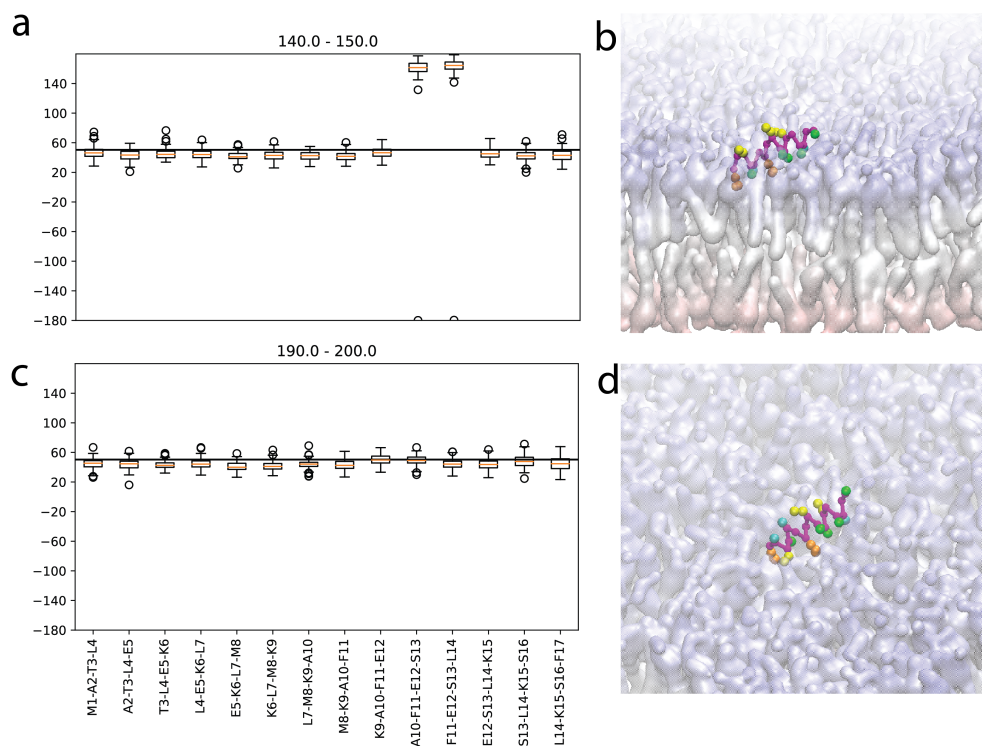 a
140.0 - 150.0
140
100
60
20
−20
−60
−100
−140
−180
b
c
190.0 - 200.0
140
100
60
20
−20
−60
−100
−140
−180
M1-A2-T3-L4
A2-T3-L4-E5
T3-L4-E5-K6
L4-E5-K6-L7
E5-K6-L7-M8
K6-L7-M8-K9
L7-M8-K9-A10
M8-K9-A10-F11
K9-A10-F11-E12
A10-F11-E12-S13
F11-E12-S13-L14
E12-S13-L14-K15
S13-L14-K15-S16
L14-K15-S16-F17
d